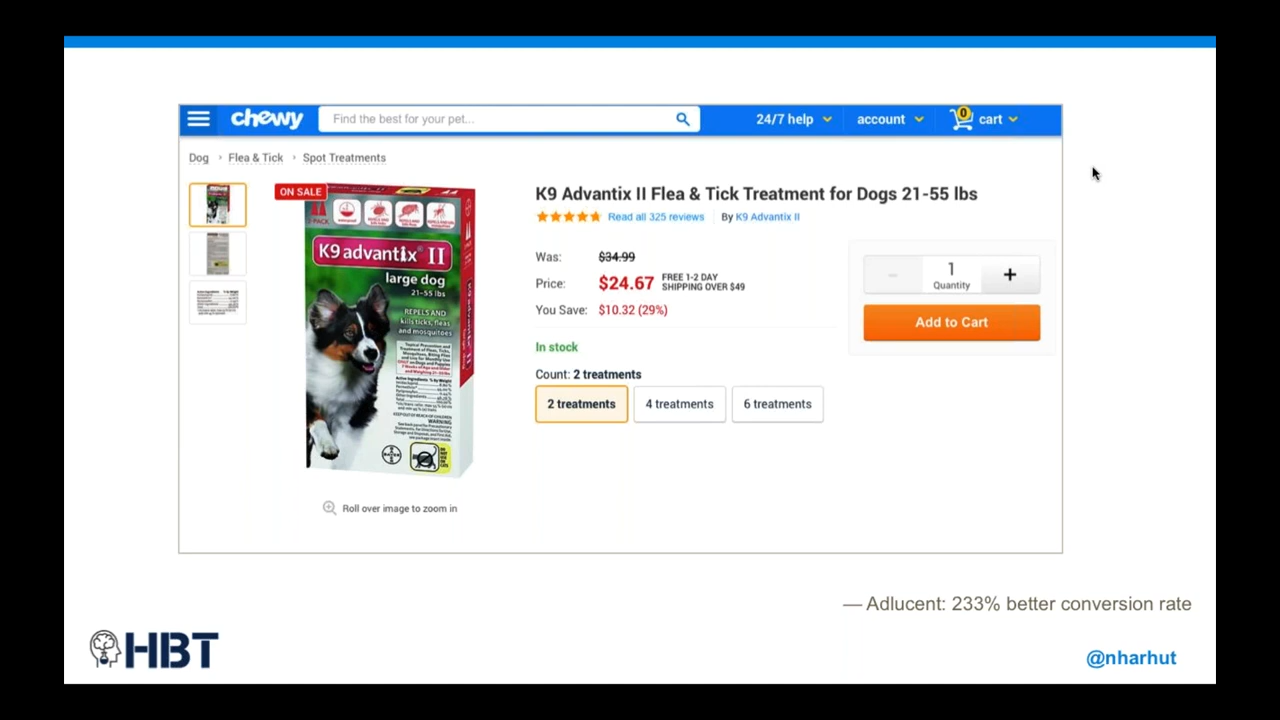 chewy
Find the best for your pet...
24/7 help
account
0
cart
Dog › Flea & Tick › Spot Treatments
ON SALE
K9 advantix II
large dog
21-55 lbs
REPELS AND
kills ticks, fleas
and mosquitoes
WARNING
BAYER
Roll over image to zoom in
K9 Advantix II Flea & Tick Treatment for Dogs 21-55 lbs
Read all 325 reviews
By K9 Advantix II
Was: $34.99
Price: $24.67 FREE 1-2 DAY
SHIPPING OVER $49
You Save: $10.32 (29%)
In stock
Count: 2 treatments
2 treatments
4 treatments
6 treatments
− 1 +
Quantity
Add to Cart
— Adlucent: 233% better conversion rate
HBT
@nharhut